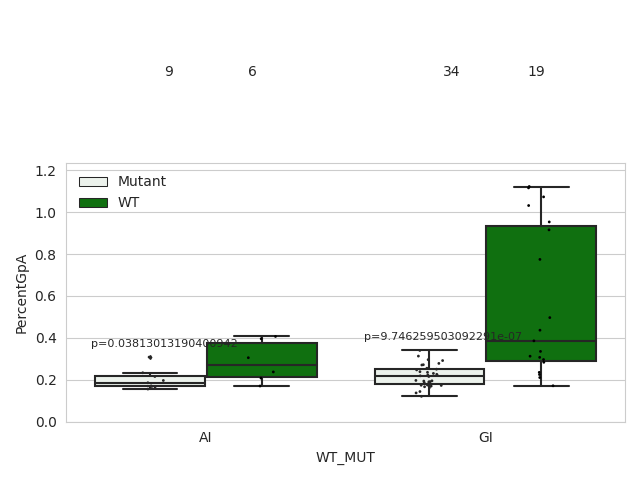 9 6 34 19
1.2
Mutant
WT
1.0
0.8
0.6
0.4
0.2
0.0
PercentGpA
p=0.03813013190400942
p=9.746259503092291e-07
AI GI
WT_MUT